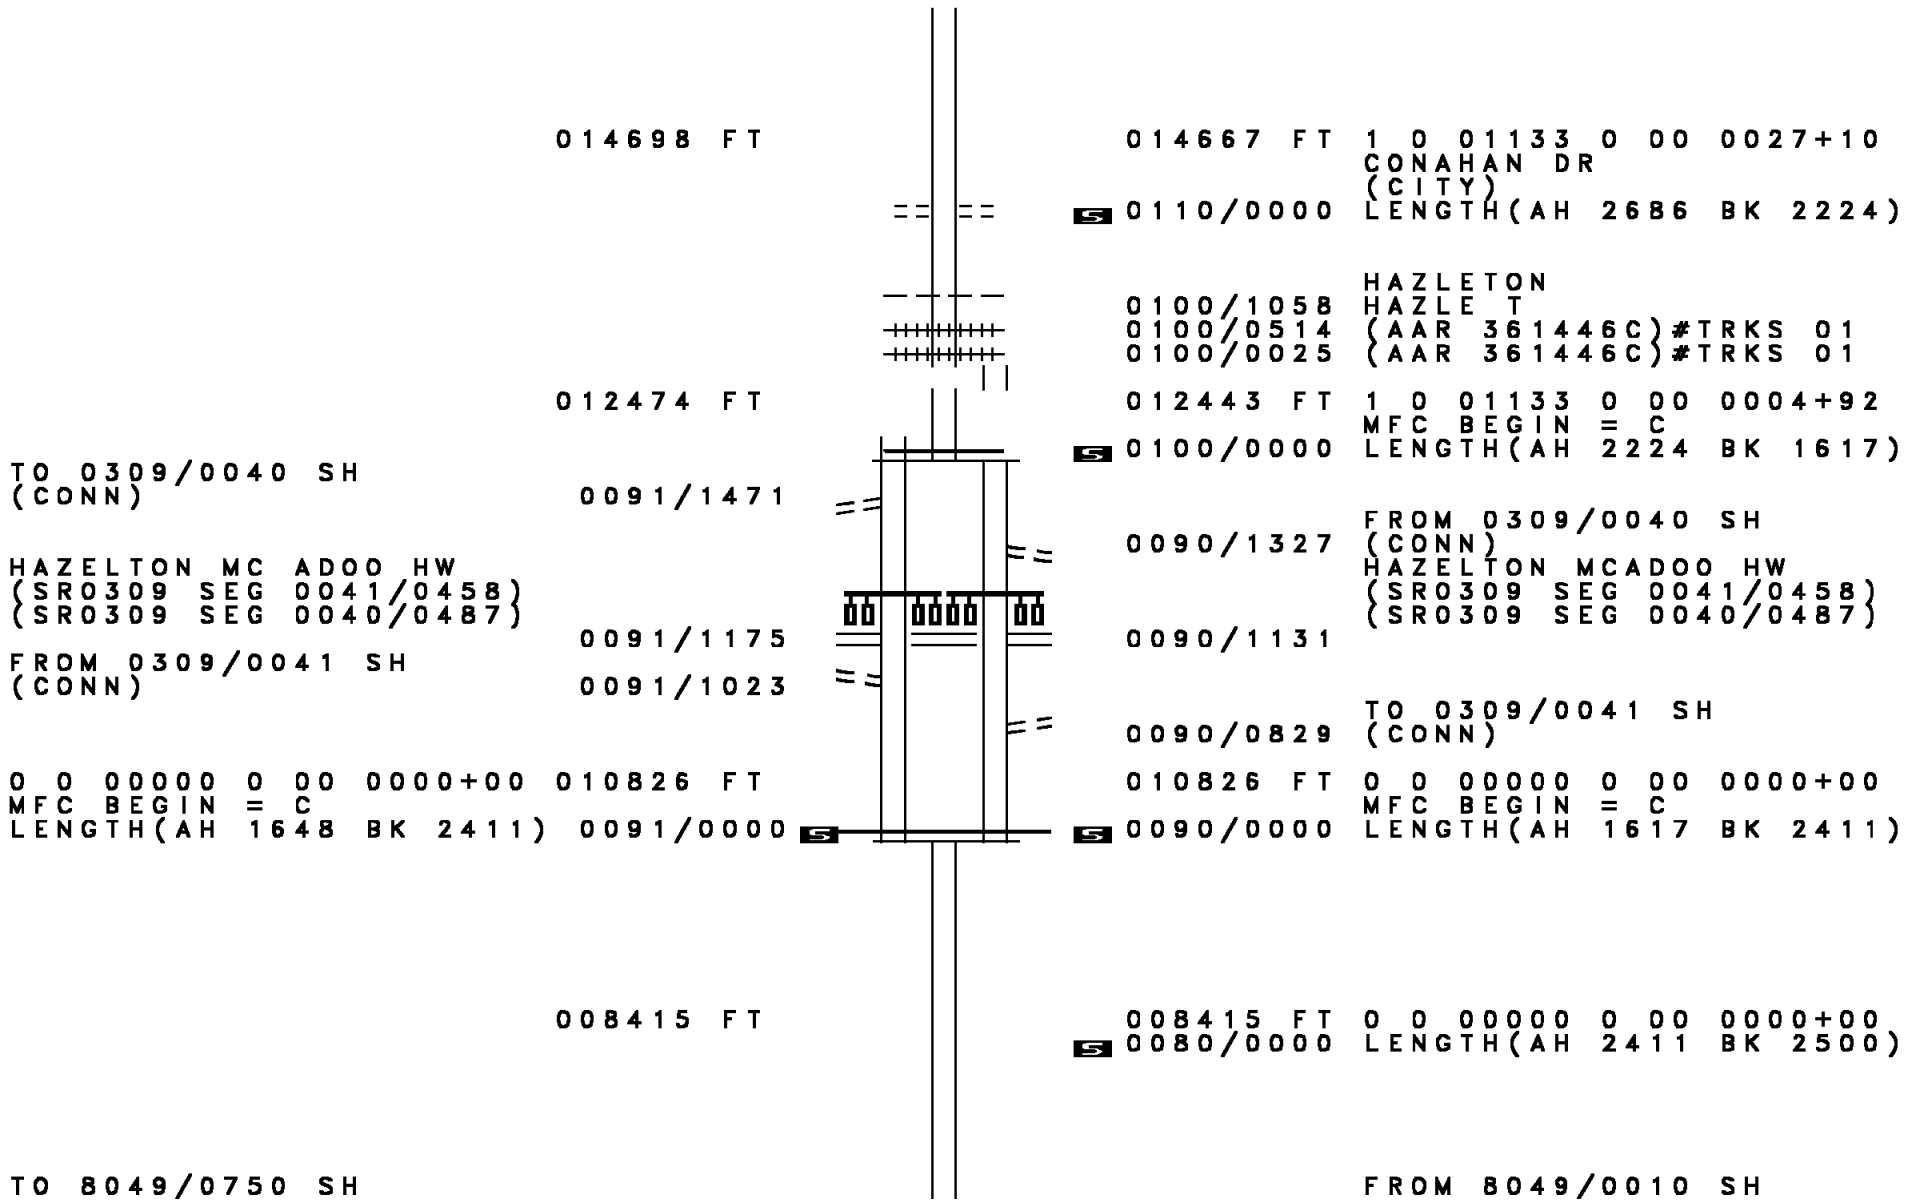 014698 FT 014667 FT 1 0 01133 0 00 0027+10
CONAHAN DR
(CITY)
S 0110/0000 LENGTH(AH 2686 BK 2224)
HAZLETON
0100/1058 HAZLE T
0100/0514 (AAR 361446C)#TRKS 01
0100/0025 (AAR 361446C)#TRKS 01
012474 FT 012443 FT 1 0 01133 0 00 0004+92
MFC BEGIN = C
S 0100/0000 LENGTH(AH 2224 BK 1617)
TO 0309/0040 SH
(CONN) 0091/1471
FROM 0309/0040 SH
0090/1327 (CONN)
HAZELTON MC ADOO HW HAZELTON MCADOO HW
(SR0309 SEG 0041/0458) (SR0309 SEG 0041/0458)
(SR0309 SEG 0040/0487) (SR0309 SEG 0040/0487)
0091/1175 0090/1131
FROM 0309/0041 SH
(CONN) 0091/1023
TO 0309/0041 SH
0090/0829 (CONN)
0 0 00000 0 00 0000+00 010826 FT 010826 FT 0 0 00000 0 00 0000+00
MFC BEGIN = C MFC BEGIN = C
LENGTH(AH 1648 BK 2411) 0091/0000 S S 0090/0000 LENGTH(AH 1617 BK 2411)
008415 FT 008415 FT 0 0 00000 0 00 0000+00
S 0080/0000 LENGTH(AH 2411 BK 2500)
TO 8049/0750 SH FROM 8049/0010 SH